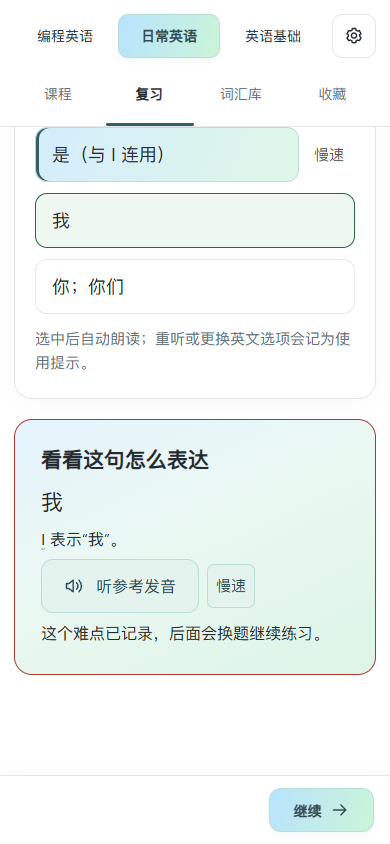 编程英语 日常英语 英语基础
课程 复习 词汇库 收藏
是（与 I 连用） 慢速
我
你；你们
选中后自动朗读；重听或更换英文选项会记为使
用提示。
看看这句怎么表达
我
I 表示“我”。
听参考发音 慢速
这个难点已记录，后面会换题继续练习。
继续